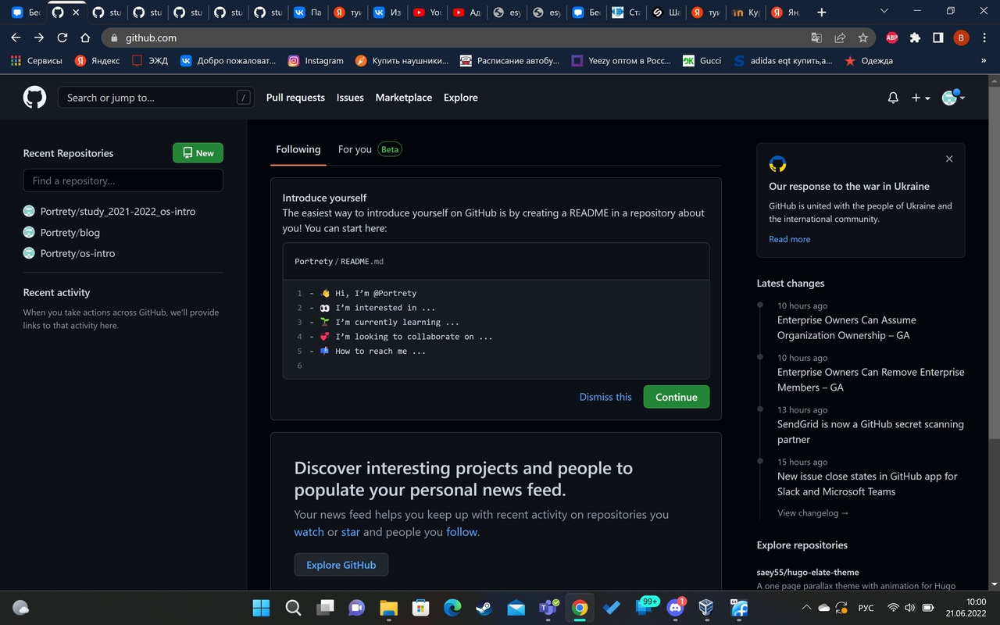 Бес
stu
stu
stu
stu
stu
Па
туи
Из
You
Ад
esy
esy
Бес
Ста
Ша
туи
Кур
Ян,
github.com
ABP
B
Сервисы
Яндекс
ЭЖД
Добро пожаловат...
Instagram
Купить наушники...
Расписание автобу...
Yeezy оптом в Росс...
Gucci
adidas eqt купить,а...
Одежда
»
Search or jump to...
/
Pull requests
Issues
Marketplace
Explore
Recent Repositories
New
Find a repository...
Portrety/study_2021-2022_os-intro
Portrety/blog
Portrety/os-intro
Recent activity
When you take actions across GitHub, we'll provide
links to that activity here.
Following
For you
Beta
Introduce yourself
The easiest way to introduce yourself on GitHub is by creating a README in a repository about
you! You can start here:
Portrety / README.md
1 - 👋 Hi, I'm @Portrety
2 - 👀 I'm interested in ...
3 - 🌱 I'm currently learning ...
4 - 💞️ I'm looking to collaborate on ...
5 - 📫 How to reach me ...
6
Dismiss this
Continue
Discover interesting projects and people to
populate your personal news feed.
Your news feed helps you keep up with recent activity on repositories you
watch or star and people you follow.
Explore GitHub
Our response to the war in Ukraine
GitHub is united with the people of Ukraine and
the international community.
Read more
Latest changes
10 hours ago
Enterprise Owners Can Assume
Organization Ownership – GA
10 hours ago
Enterprise Owners Can Remove Enterprise
Members – GA
13 hours ago
SendGrid is now a GitHub secret scanning
partner
15 hours ago
New issue close states in GitHub app for
Slack and Microsoft Teams
View changelog →
Explore repositories
saey55/hugo-elate-theme
A one page parallax theme with animation for Hugo
99+
1
РУС
10:00
21.06.2022